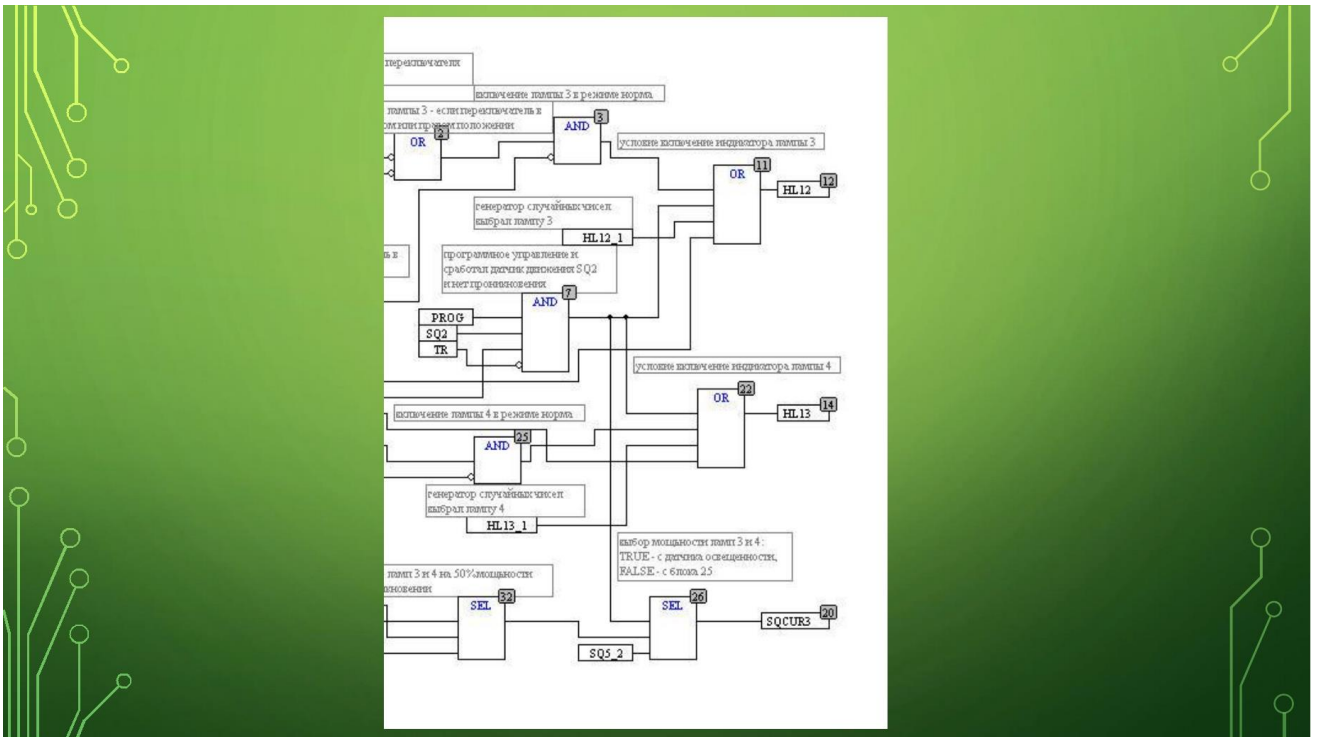 переключателя
включение лампы 3 в режиме норма
лампы 3 - если переключатель в
ом или правом положении
OR
2
AND
3
условие включение индикатора лампы 3
OR
11
HL12
12
генератор случайных чисел
выбрал лампу 3
HL12_1
ь в
программное управление и
сработал датчик движения SQ2
и нет проникновения
AND
7
PROG
SQ2
TR
условие включение индикатора лампы 4
OR
22
HL13
14
включение лампы 4 в режиме норма
AND
25
генератор случайных чисел
выбрал лампу 4
HL13_1
выбор мощьности ламп 3 и 4 :
TRUE - с датчика освещенности,
FALSE - с блока 25
ламп 3 и 4 на 50% мощьности
икновении
SEL
32
SEL
26
SQCUR3
20
SQ5_2